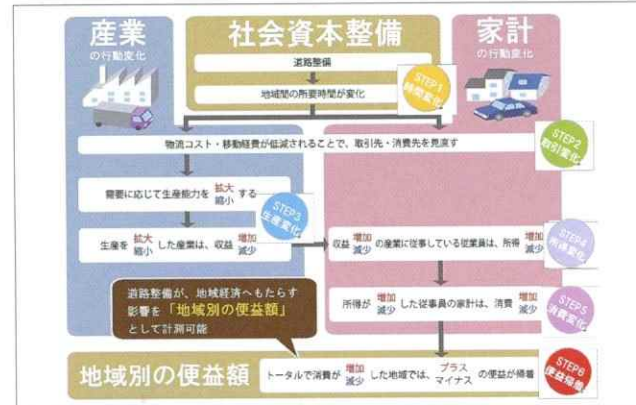 産業
の行動変化
社会資本整備
家計
の行動変化
道路整備
地域間の所要時間が変化
STEP1
時間変化
物流コスト・移動経費が低減されることで、取引先・消費先を見直す
STEP2
取引変化
需要に応じて生産能力を 拡大 する
縮小
STEP3
生産変化
生産を 拡大 した産業は、収益 増加
縮小 減少
収益 増加 の産業に従事している従業員は、所得 増加
減少 減少
STEP4
所得変化
道路整備が、地域経済へもたらす
影響を「地域別の便益額」
として計測可能
所得が 増加 した従事員の家計は、消費 増加
減少 減少
STEP5
消費変化
地域別の便益額
トータルで消費が 増加 した地域では、 プラス の便益が帰着
減少 マイナス
STEP6
便益帰着